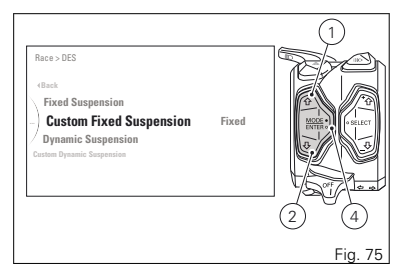 1
Race > DES
Back
Fixed Suspension
Custom Fixed Suspension Fixed
Dynamic Suspension
Custom Dynamic Suspension
MODE
ENTER
SELECT
OFF
2
4
Fig. 75